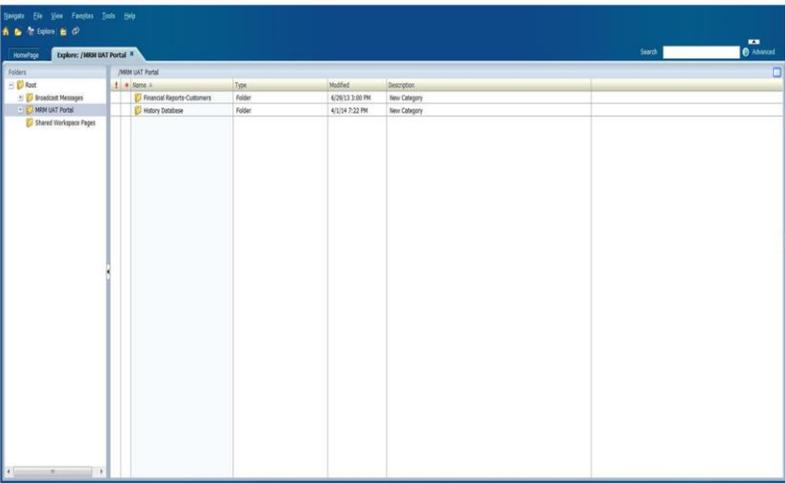 Navigate File View Favorites Tools Help
Explore
HomePage Explore: /MRM UAT Portal Search Advanced
Folders /MRM UAT Portal
Root
Broadcast Messages
MRM UAT Portal
Shared Workspace Pages
! Name Type Modified Description
Financial Reports-Customers Folder 6/29/13 3:00 PM New Category
History Database Folder 4/1/14 7:22 PM New Category